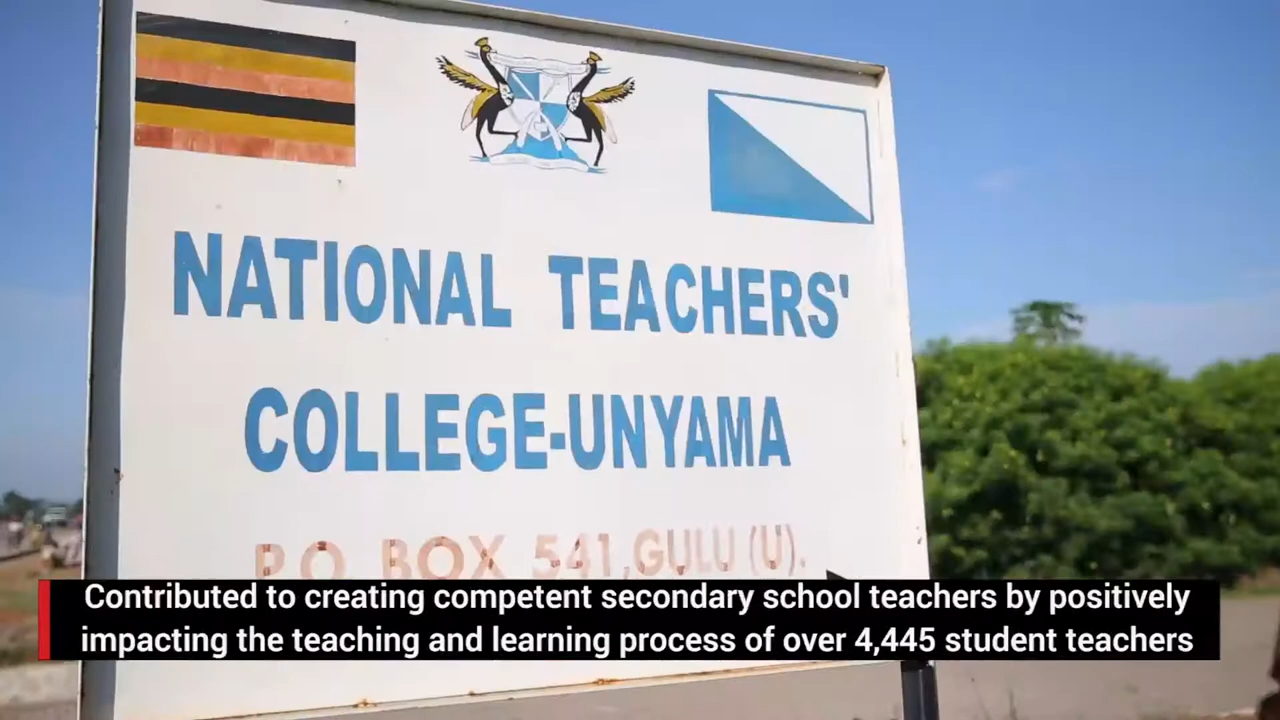 NATIONAL TEACHERS'
COLLEGE-UNYAMA
P.O. BOX 541, GULU (U).
Contributed to creating competent secondary school teachers by positively
impacting the teaching and learning process of over 4,445 student teachers